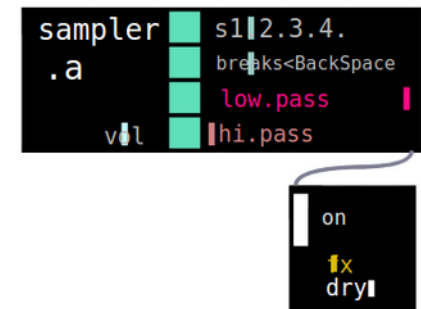 sampler
.a
vol
s1 2.3.4.
breaks<BackSpace
low.pass
hi.pass
on
fx
dry